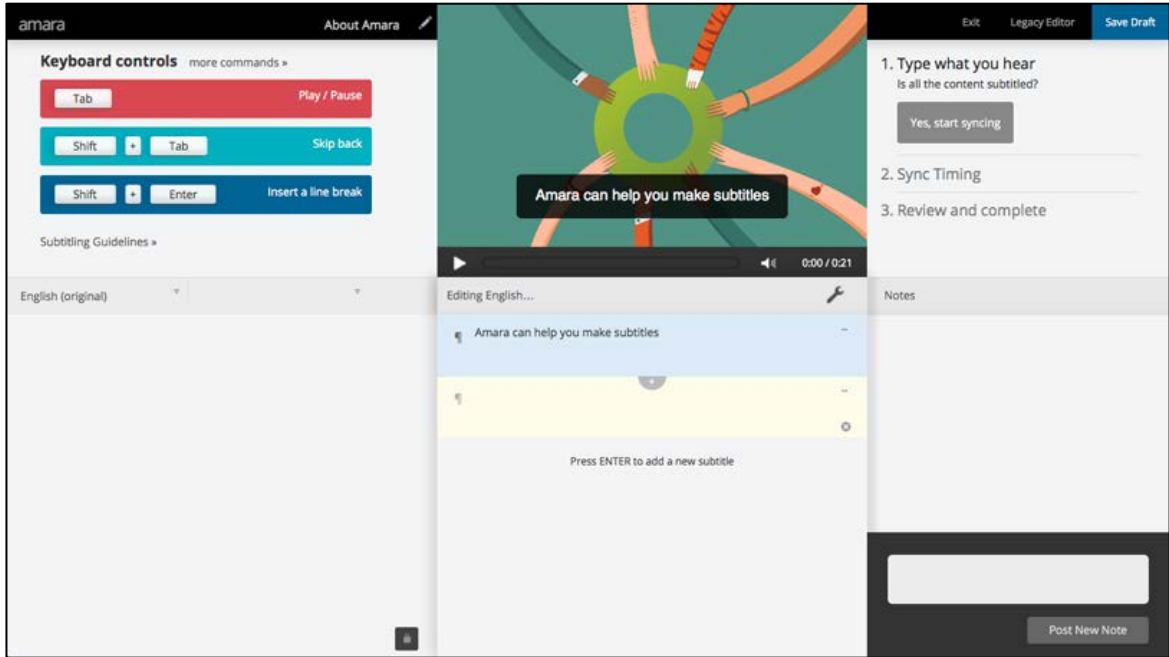 amara
About Amara
Keyboard controls more commands »
Tab Play / Pause
Shift + Tab Skip back
Shift + Enter Insert a line break
Subtitling Guidelines »
Amara can help you make subtitles
0:00 / 0:21
Exit Legacy Editor Save Draft
1. Type what you hear
Is all the content subtitled?
Yes, start syncing
2. Sync Timing
3. Review and complete
English (original)
Editing English...
¶ Amara can help you make subtitles --
+
¶ --
Press ENTER to add a new subtitle
Notes
Post New Note